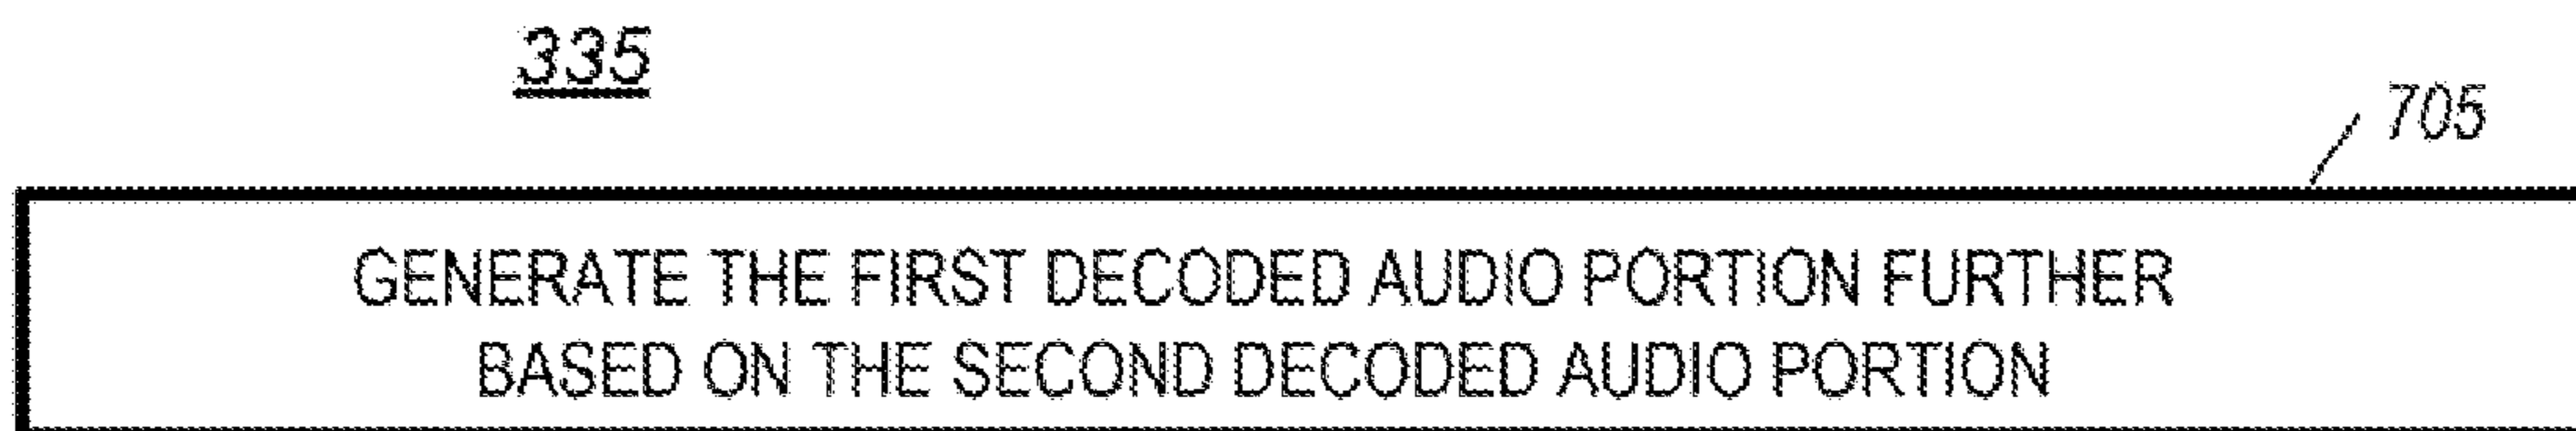 335
705
GENERATE THE FIRST DECODED AUDIO PORTION FURTHER
BASED ON THE SECOND DECODED AUDIO PORTION